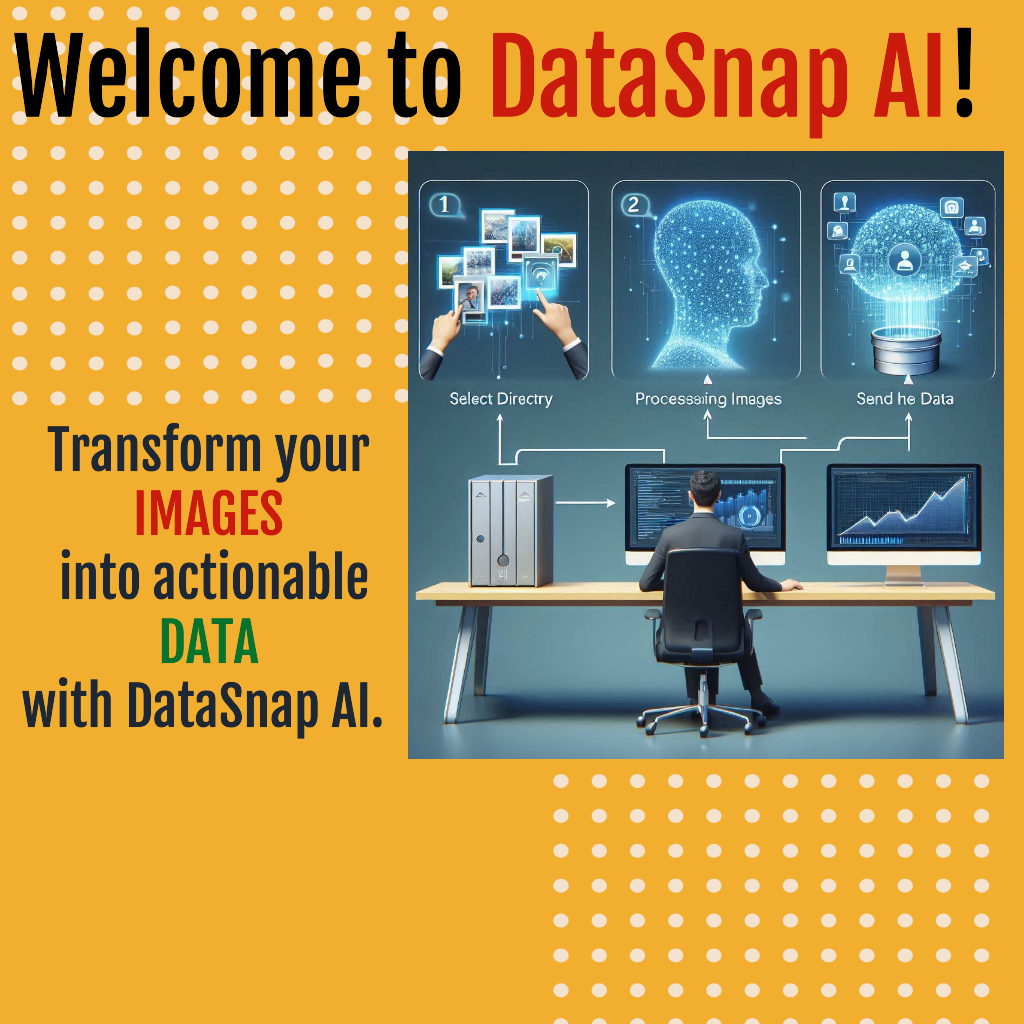 Welcome to DataSnap AI!
1
2
Select Directry
Processsing Images
Send he Data
Transform your
IMAGES
into actionable
DATA
with DataSnap AI.